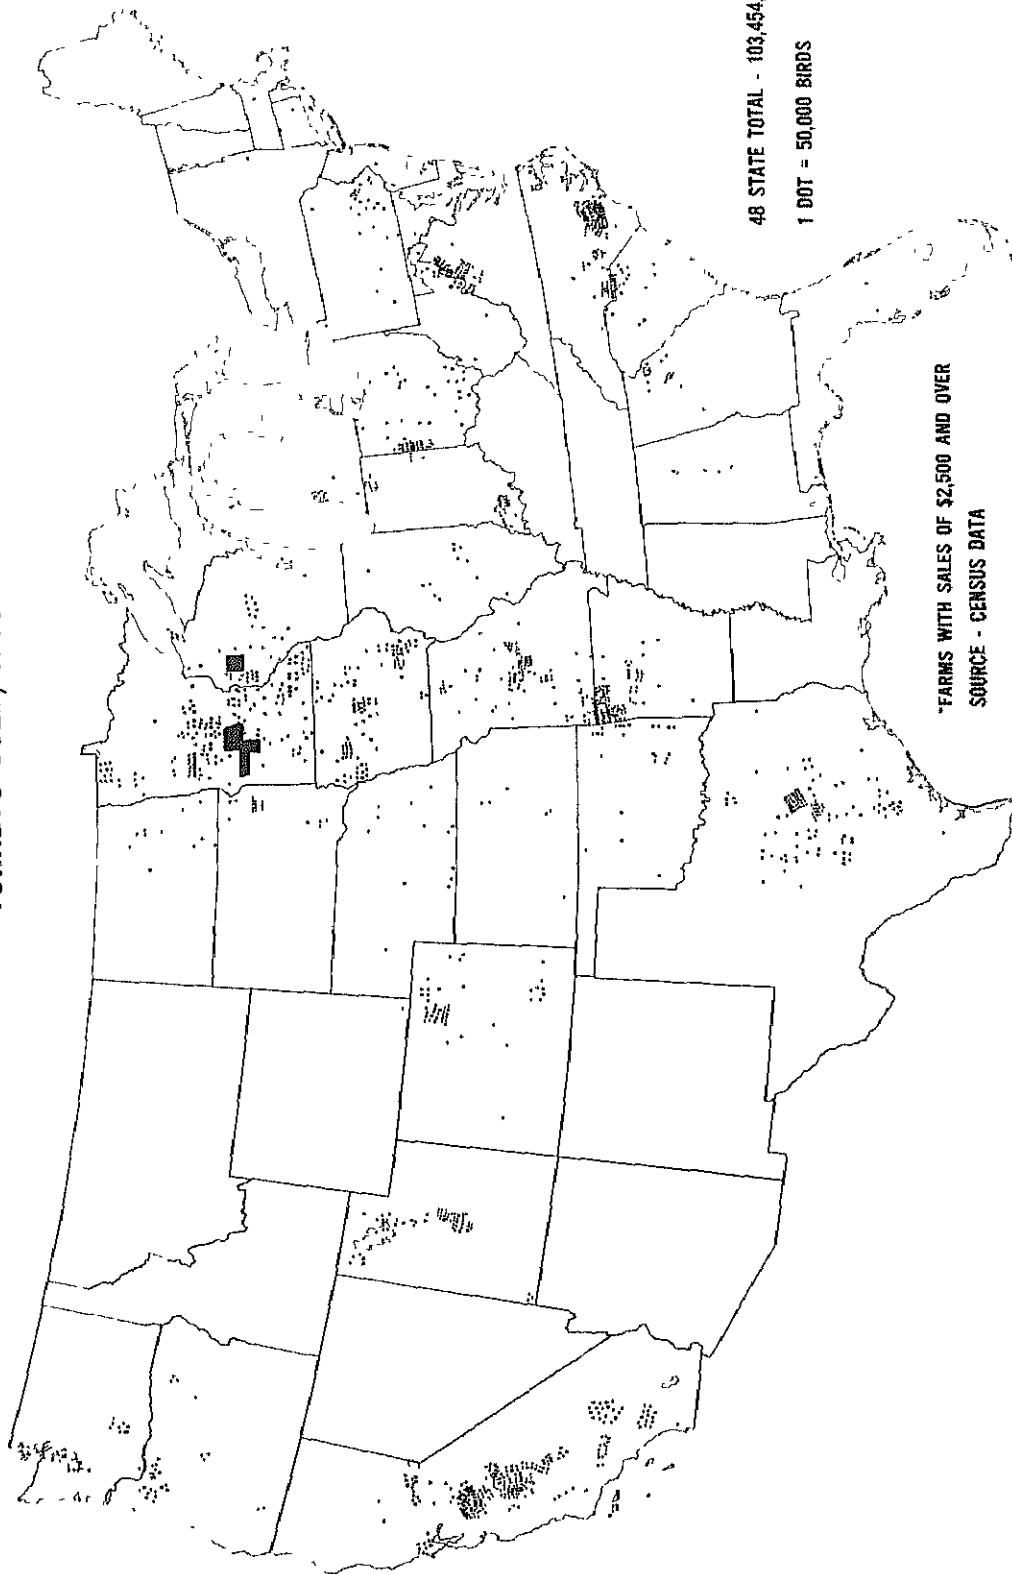 48 STATE TOTAL - 103,454,
1 DOT = 50,000 BIRDS
*FARMS WITH SALES OF $2,500 AND OVER
SOURCE - CENSUS DATA